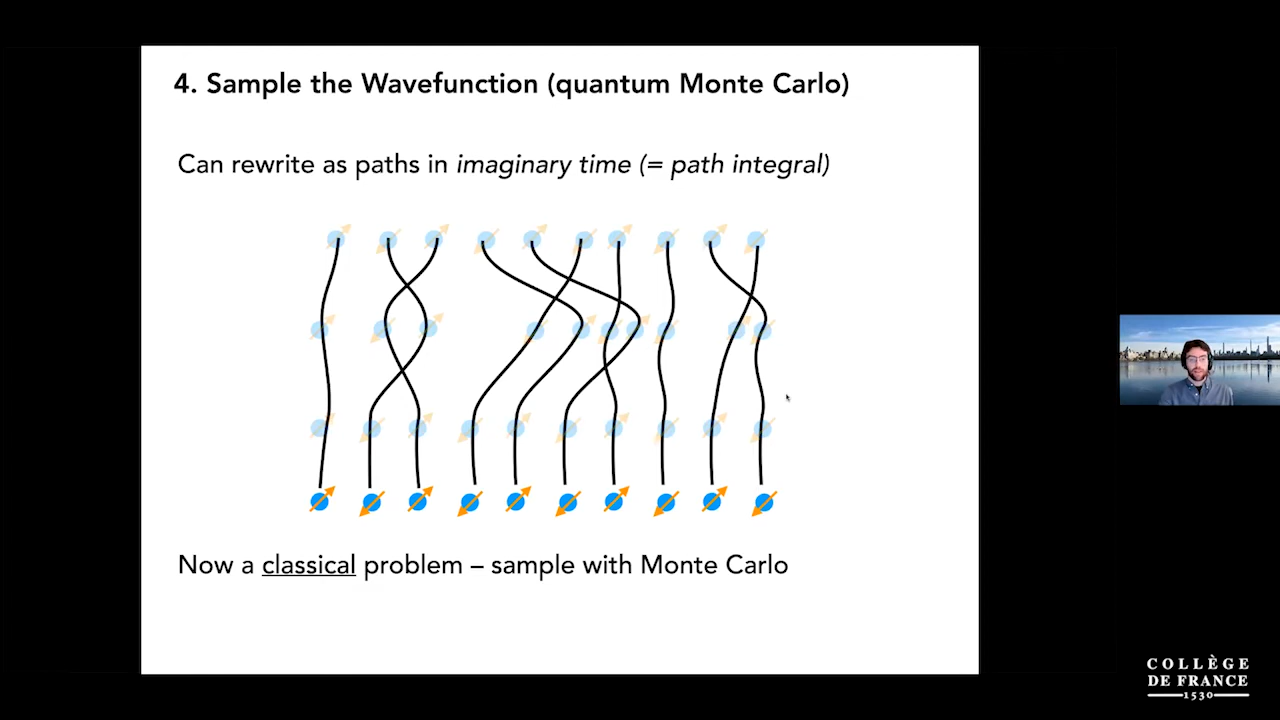 4. Sample the Wavefunction (quantum Monte Carlo)
Can rewrite as paths in imaginary time (= path integral)
Now a classical problem – sample with Monte Carlo
COLLÈGE
DE FRANCE
1530